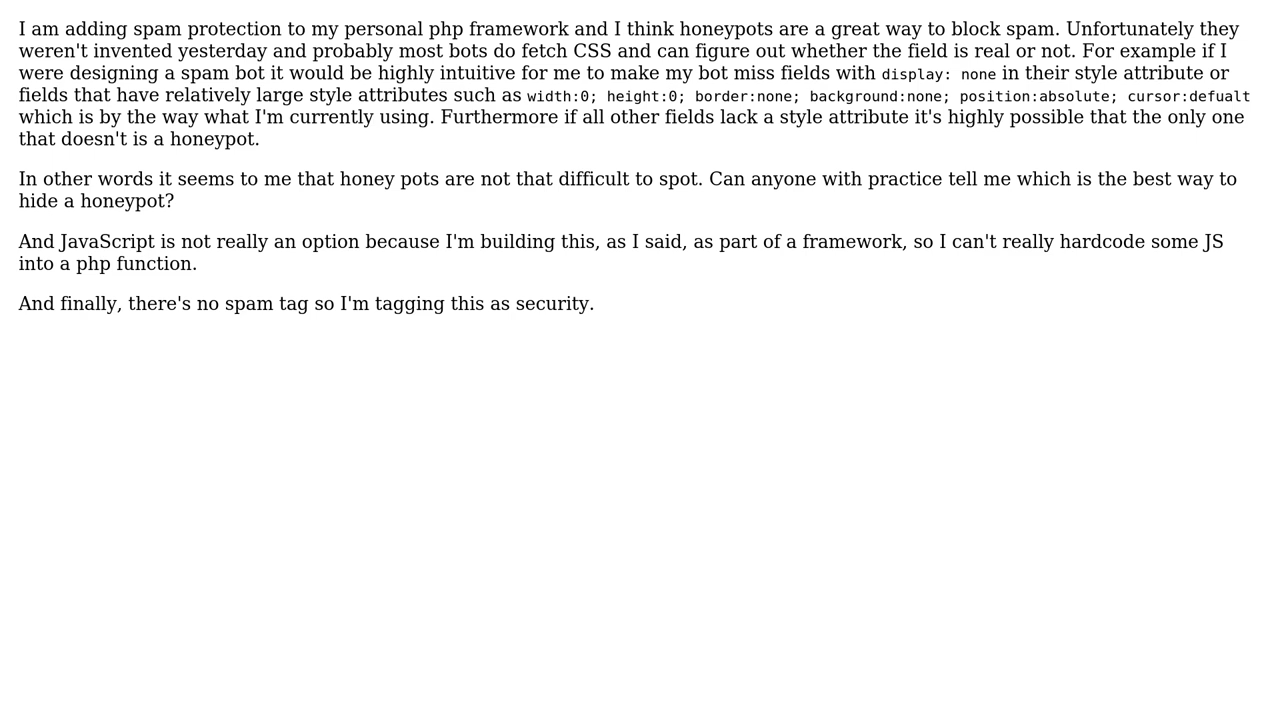 I am adding spam protection to my personal php framework and I think honeypots are a great way to block spam. Unfortunately they
weren't invented yesterday and probably most bots do fetch CSS and can figure out whether the field is real or not. For example if I
were designing a spam bot it would be highly intuitive for me to make my bot miss fields with display: none in their style attribute or
fields that have relatively large style attributes such as width:0; height:0; border:none; background:none; position:absolute; cursor:defualt
which is by the way what I'm currently using. Furthermore if all other fields lack a style attribute it's highly possible that the only one
that doesn't is a honeypot.
In other words it seems to me that honey pots are not that difficult to spot. Can anyone with practice tell me which is the best way to
hide a honeypot?
And JavaScript is not really an option because I'm building this, as I said, as part of a framework, so I can't really hardcode some JS
into a php function.
And finally, there's no spam tag so I'm tagging this as security.